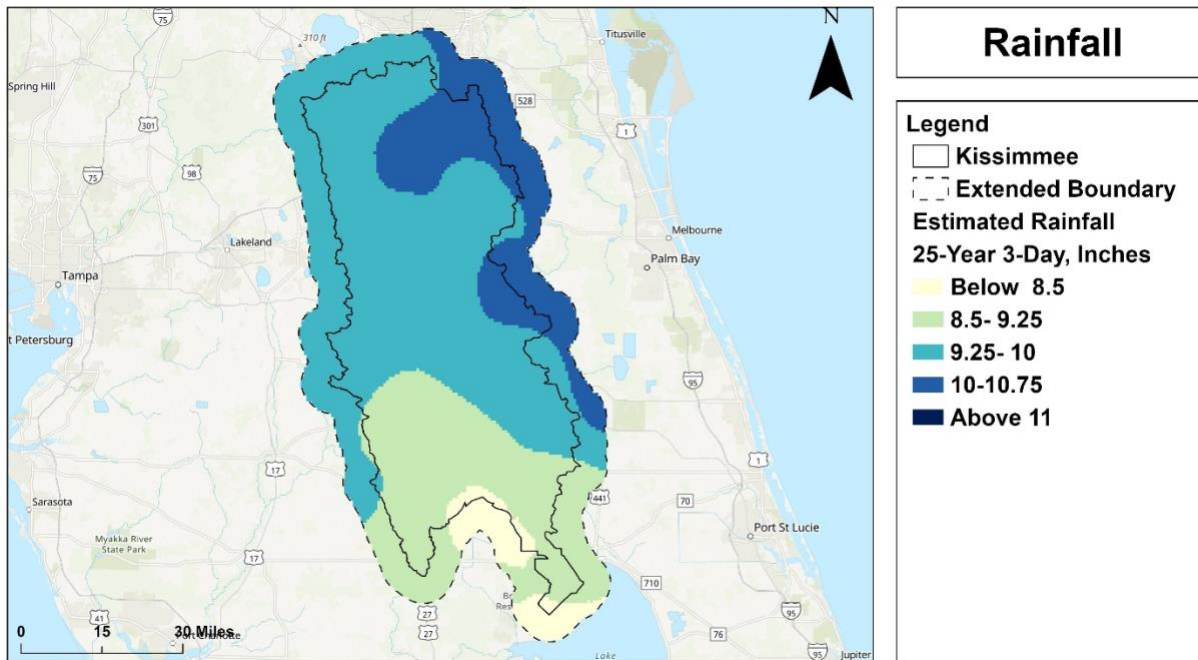 75
310 ft
N
Titusville
Spring Hill
528
301
1
75
98
Lakeland
Melbourne
Tampa
Palm Bay
t Petersburg
95
17
1
Sarasota
441
70
Port St Lucie
Myakka River
State Park
17
710
27
41
95
0 15 30 Miles
27
76
Lake
95
Jupiter
Rainfall
Legend
Kissimmee
Extended Boundary
Estimated Rainfall
25-Year 3-Day, Inches
Below 8.5
8.5- 9.25
9.25- 10
10-10.75
Above 11